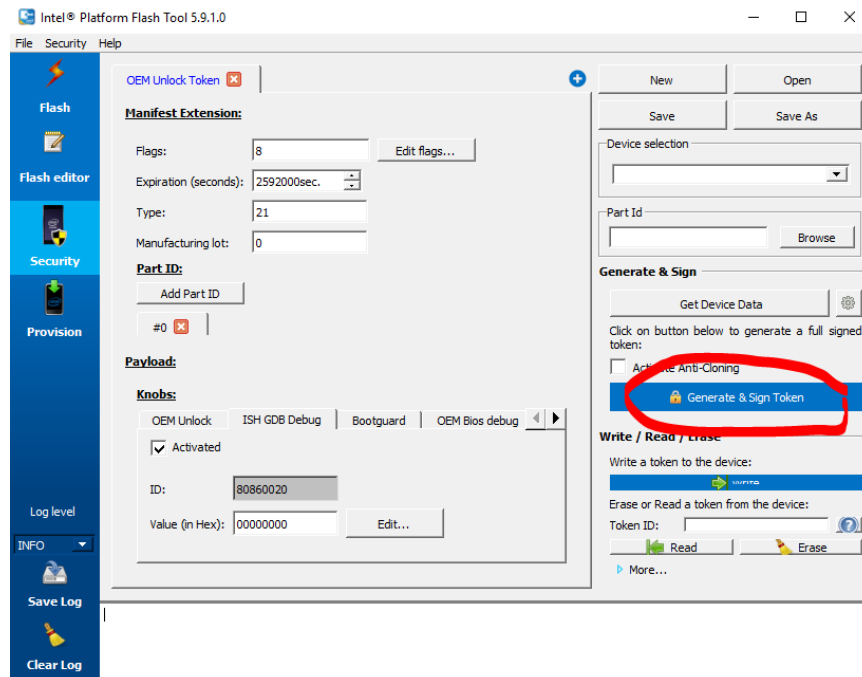 Intel® Platform Flash Tool 5.9.1.0
File Security Help
Flash
Flash editor
Security
Provision
Log level
INFO
Save Log
Clear Log
OEM Unlock Token
Manifest Extension:
Flags: 8 Edit flags...
Expiration (seconds): 2592000sec.
Type: 21
Manufacturing lot: 0
Part ID:
Add Part ID
#0
Payload:
Knobs:
OEM Unlock ISH GDB Debug Bootguard OEM Bios debug
Activated
ID: 80860020
Value (in Hex): 00000000 Edit...
New Open
Save Save As
Device selection
Part Id
Browse
Generate & Sign
Get Device Data
Click on button below to generate a full signed
token:
Activate Anti-Cloning
Generate & Sign Token
Write / Read / Erase
Write a token to the device:
Write
Erase or Read a token from the device:
Token ID:
Read Erase
More...